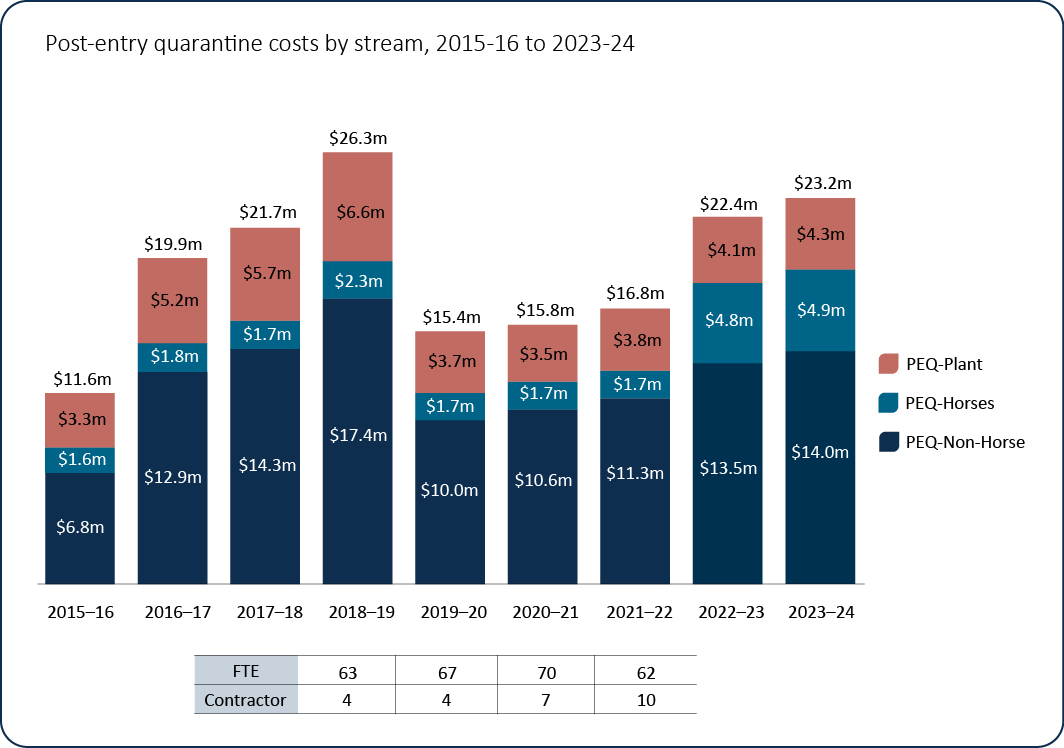 Post-entry quarantine costs by stream, 2015-16 to 2023-24
$26.3m
$23.2m
$22.4m
$21.7m
$6.6m
$4.3m
$19.9m
$4.1m
$5.7m
$2.3m
$5.2m
$16.8m
$15.8m
$4.9m
$15.4m
$4.8m
$1.7m
$3.8m
$3.5m
$1.8m
$3.7m
PEQ-Plant
$11.6m
$1.7m
$1.7m
PEQ-Horses
$1.7m
$3.3m
$17.4m
PEQ-Non-Horse
$14.0m
$1.6m
$14.3m
$13.5m
$12.9m
$11.3m
$10.6m
$10.0m
$6.8m
2015–16 2016–17 2017–18 2018–19 2019–20 2020–21 2021–22 2022–23 2023–24
FTE 63 67 70 62
Contractor 4 4 7 10